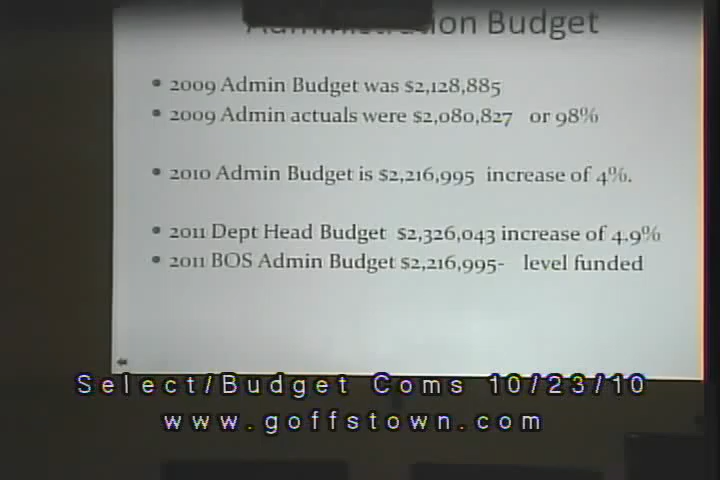 Administration Budget
• 2009 Admin Budget was $2,128,885
• 2009 Admin actuals were $2,080,827 or 98%
• 2010 Admin Budget is $2,216,995 increase of 4%.
• 2011 Dept Head Budget $2,326,043 increase of 4.9%
• 2011 BOS Admin Budget $2,216,995- level funded
Select/Budget Coms 10/23/10
www.goffstown.com